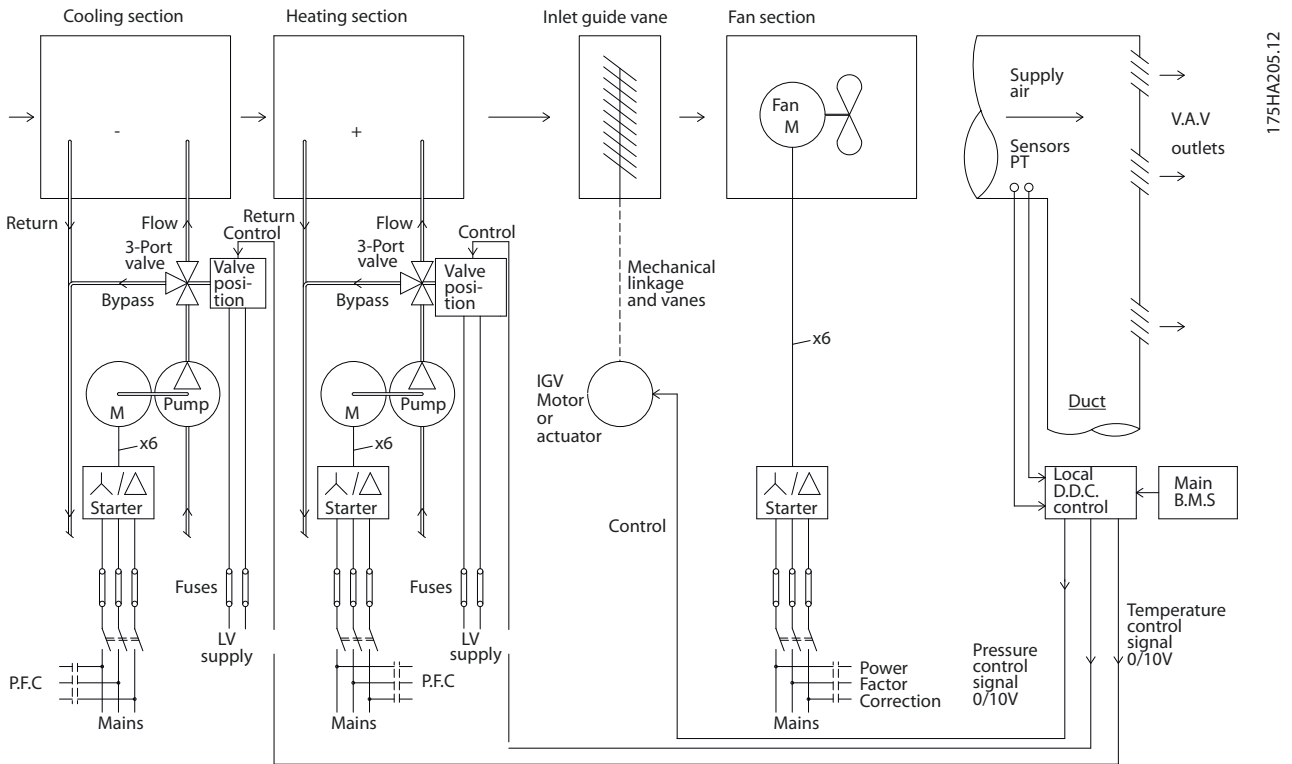 Cooling section
Heating section
Inlet guide vane
Fan section
175HA205.12
-
+
Fan
M
Supply
air
Sensors
PT
V.A.V
outlets
Return
Flow
3-Port
valve
Bypass
Control
Valve
posi-
tion
Return
Flow
3-Port
valve
Bypass
Control
Valve
posi-
tion
Mechanical
linkage
and vanes
x6
M
Pump
x6
Starter
M
Pump
x6
Starter
IGV
Motor
or
actuator
Starter
Duct
Local
D.D.C.
control
Main
B.M.S
Control
Fuses
LV
supply
Fuses
LV
supply
P.F.C
Mains
P.F.C
Mains
Power
Factor
Correction
Mains
Pressure
control
signal
0/10V
Temperature
control
signal
0/10V